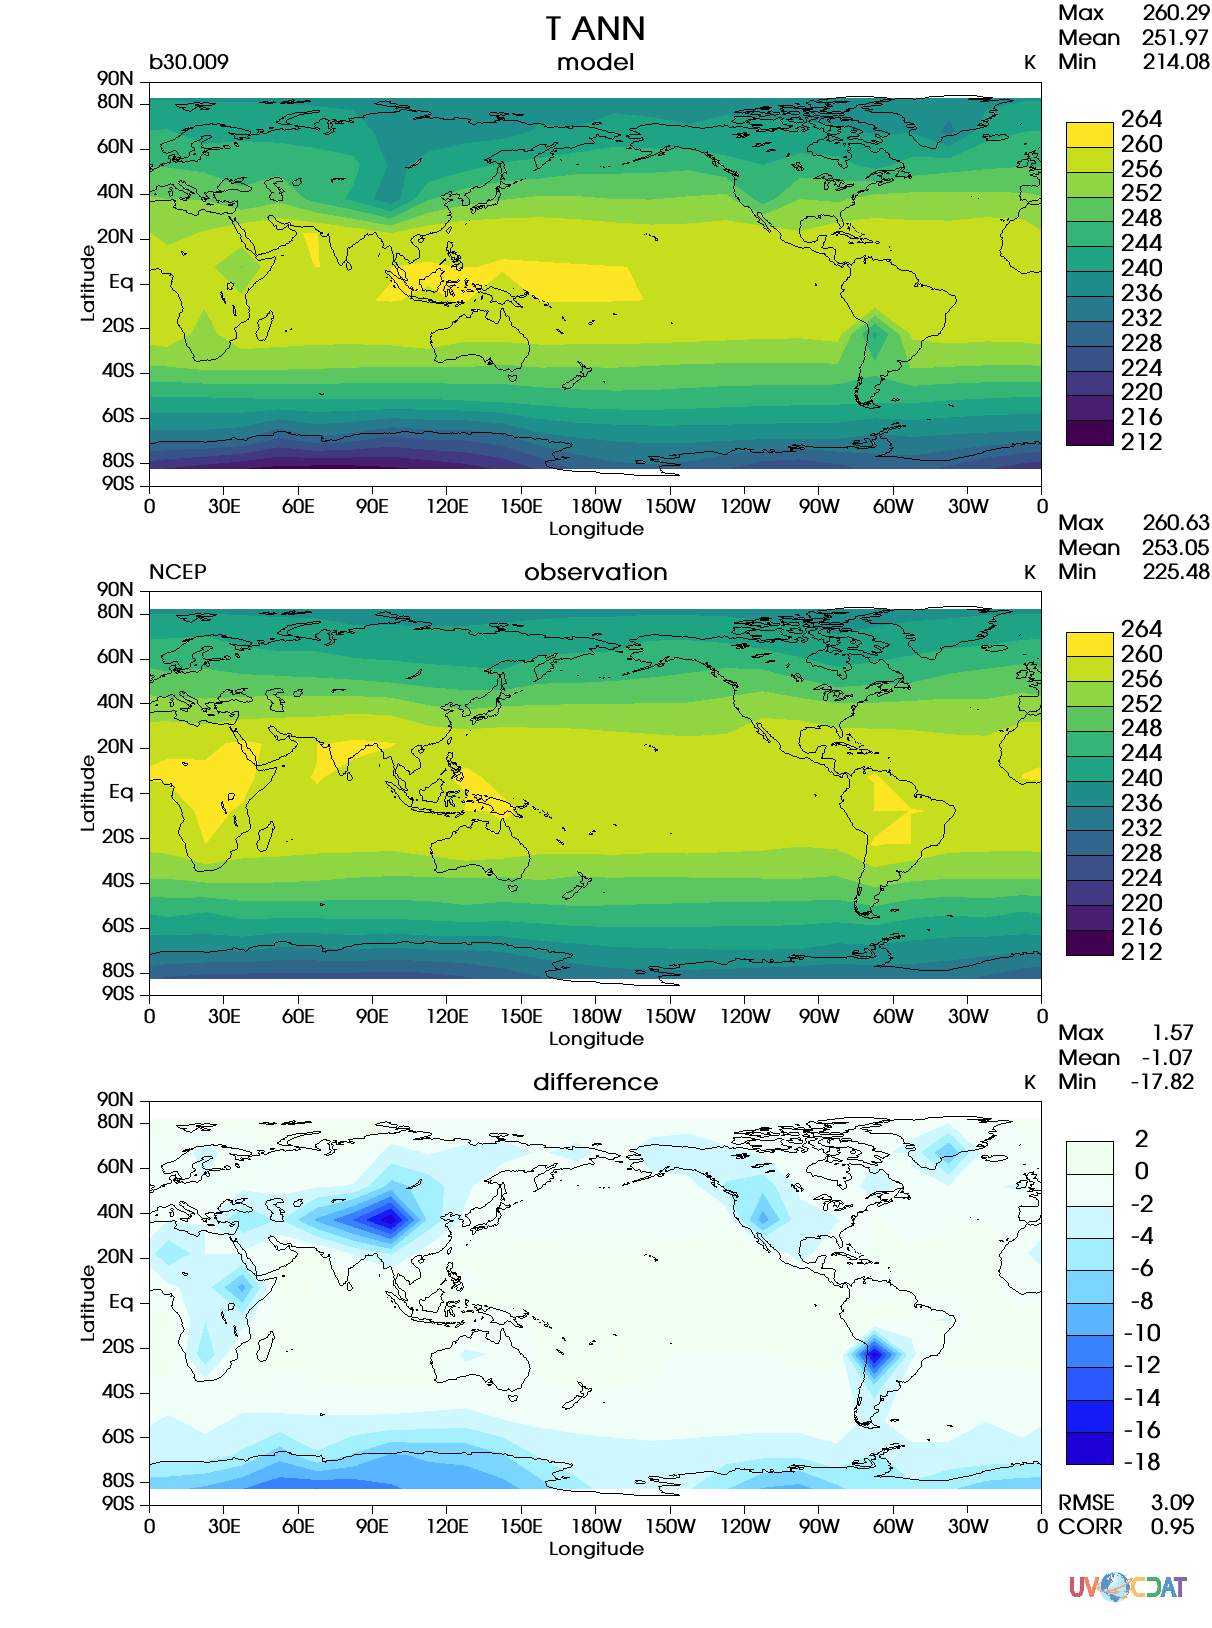 T ANN
b30.009 model K
Max 260.29
Mean 251.97
Min 214.08
90N
80N
60N
40N
20N
Eq
20S
40S
60S
80S
90S
Latitude
0 30E 60E 90E 120E 150E 180W 150W 120W 90W 60W 30W 0
Longitude
264
260
256
252
248
244
240
236
232
228
224
220
216
212
NCEP observation K
Max 260.63
Mean 253.05
Min 225.48
90N
80N
60N
40N
20N
Eq
20S
40S
60S
80S
90S
Latitude
0 30E 60E 90E 120E 150E 180W 150W 120W 90W 60W 30W 0
Longitude
264
260
256
252
248
244
240
236
232
228
224
220
216
212
difference K
Max 1.57
Mean -1.07
Min -17.82
90N
80N
60N
40N
20N
Eq
20S
40S
60S
80S
90S
Latitude
0 30E 60E 90E 120E 150E 180W 150W 120W 90W 60W 30W 0
Longitude
2
0
-2
-4
-6
-8
-10
-12
-14
-16
-18
RMSE 3.09
CORR 0.95
UV CDAT